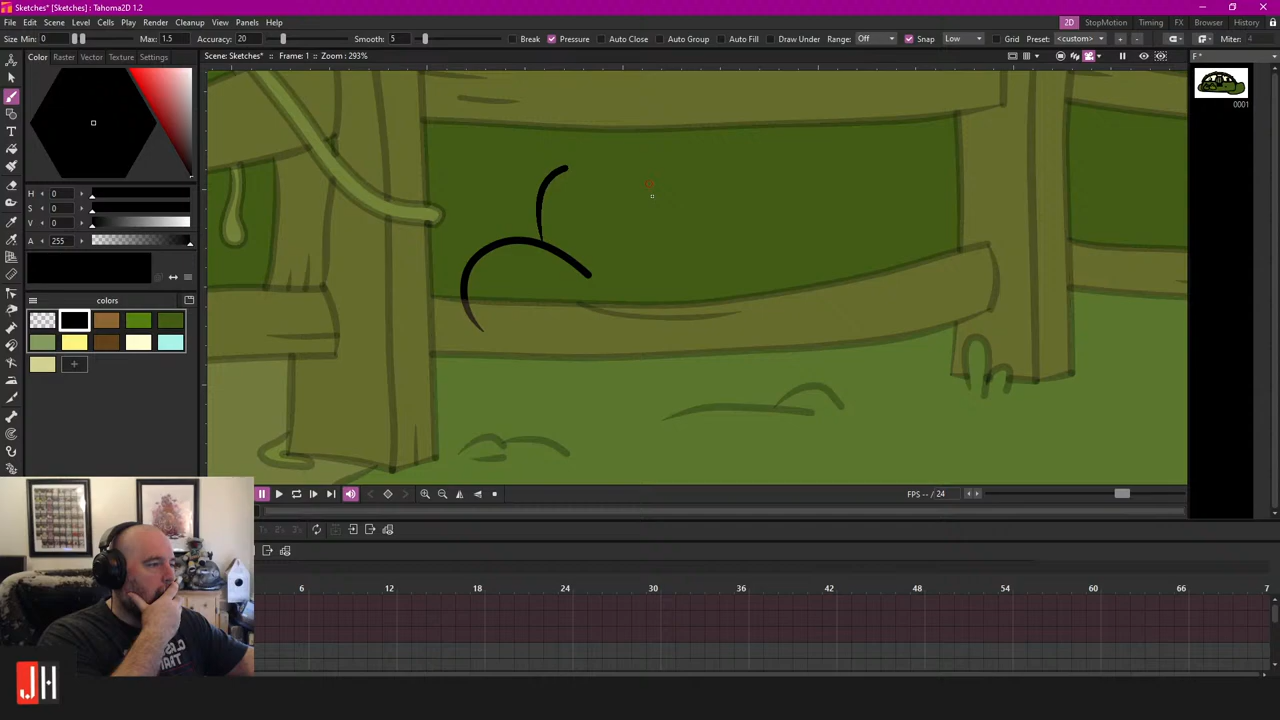 Sketches* [Sketches] : Tahoma2D 1.2
File Edit Scene Level Cells Play Render Cleanup View Panels Help 2D StopMotion Timing FX Browser History
Size Min: 0 Max: 1.5 Accuracy: 20 Smooth: 5 Break Pressure Auto Close Auto Group Auto Fill Draw Under Range: Off Snap Low Grid Preset: <custom> + - Miter: 4
Color Raster Vector Texture Settings
Scene: Sketches* :: Frame: 1 :: Zoom : 293%
F*
0001
H 0
S 0
V 0
A 255
colors
+
FPS -- / 24
6 12 18 24 30 36 42 48 54 60 66 7
JH